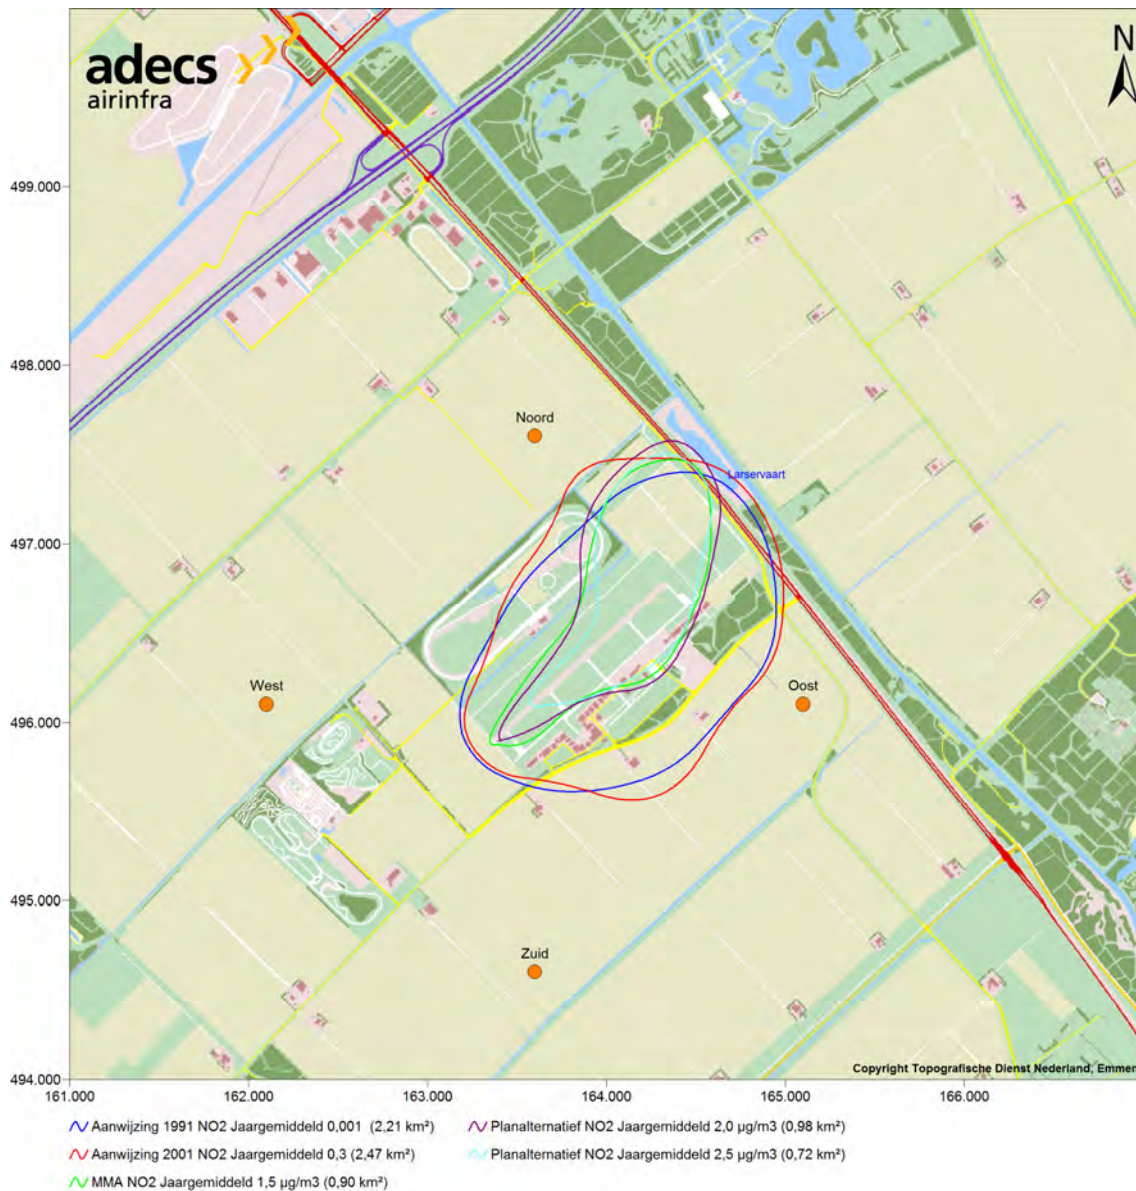 adecs
airinfra
N
499.000
498.000
Noord
Larservaart
497.000
West
Oost
496.000
495.000
Zuid
494.000
Copyright Topografische Dienst Nederland, Emmen
161.000 162.000 163.000 164.000 165.000 166.000
Aanwijzing 1991 NO2 Jaargemiddeld 0,001 (2,21 km²)
Planalternatief NO2 Jaargemiddeld 2,0 µg/m3 (0,98 km²)
Aanwijzing 2001 NO2 Jaargemiddeld 0,3 (2,47 km²)
Planalternatief NO2 Jaargemiddeld 2,5 µg/m3 (0,72 km²)
MMA NO2 Jaargemiddeld 1,5 µg/m3 (0,90 km²)